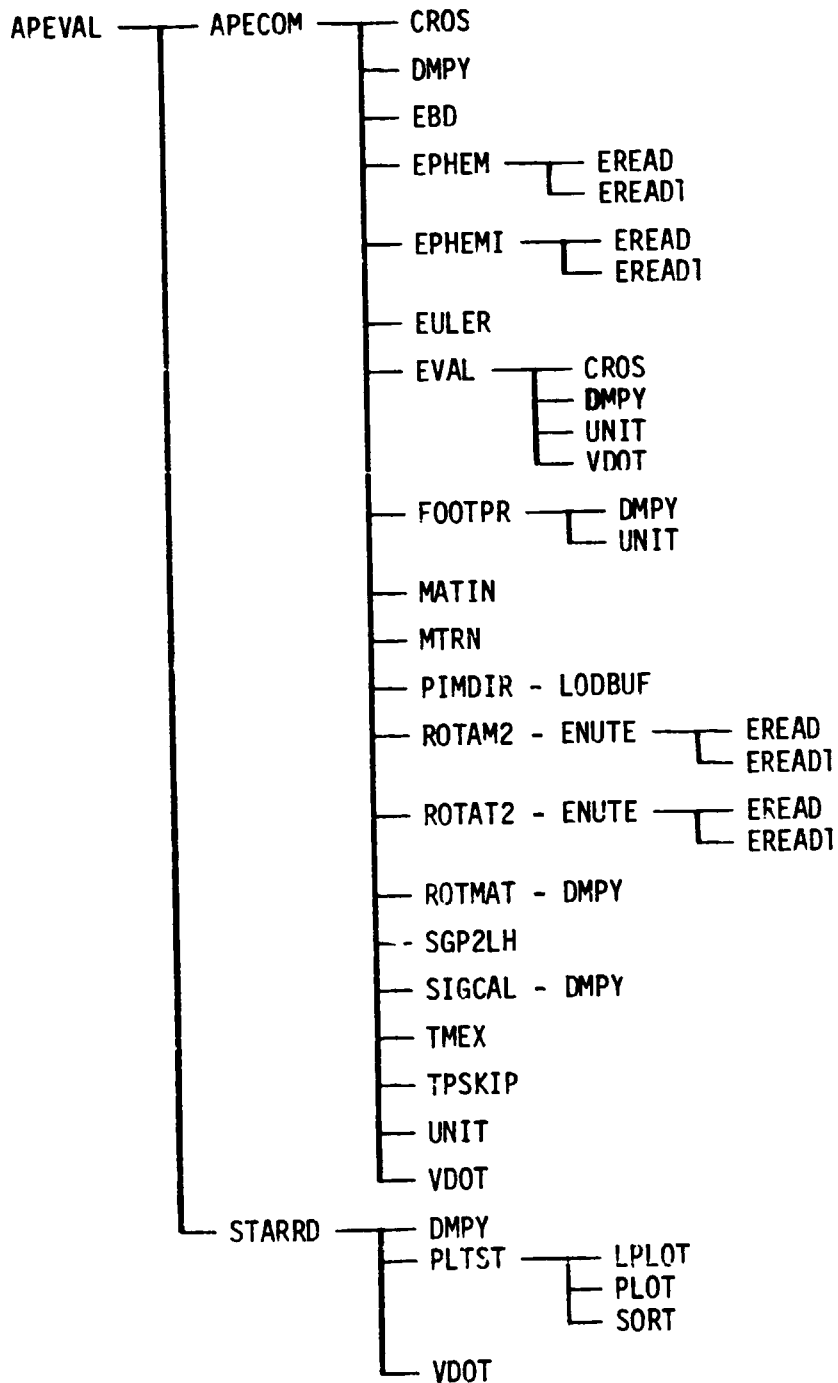 APEVAL APECOM CROS
DMPY
EBD
EPHEM EREAD
EREAD1
EPHEMI EREAD
EREAD1
EULER
EVAL CROS
DMPY
UNIT
VDOT
FOOTPR DMPY
UNIT
MATIN
MTRN
PIMDIR - LODBUF
ROTAM2 - ENUTE EREAD
EREAD1
ROTAT2 - ENUTE EREAD
EREAD1
ROTMAT - DMPY
SGP2LH
SIGCAL - DMPY
TMEX
TPSKIP
UNIT
VDOT
STARRD DMPY
PLTST LPLOT
PLOT
SORT
VDOT